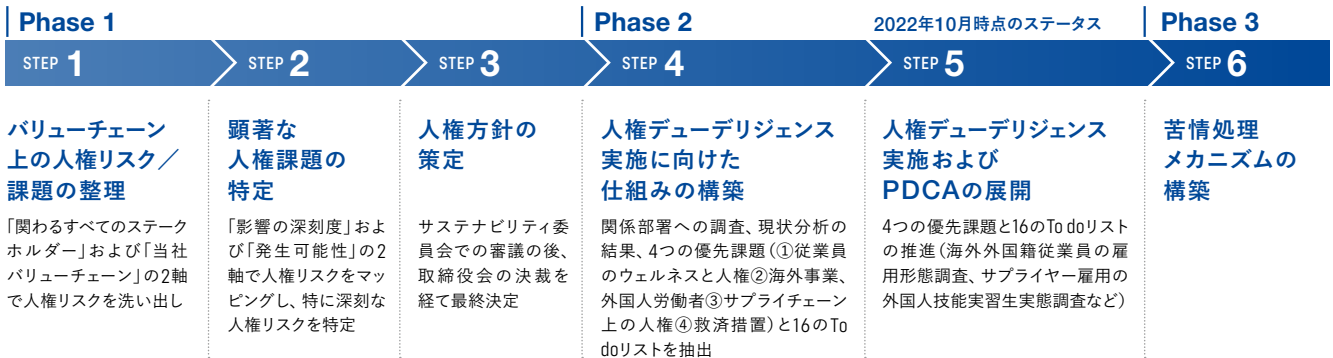 Phase 1
Phase 2
2022年10月時点のステータス
Phase 3
STEP 1
STEP 2
STEP 3
STEP 4
STEP 5
STEP 6
バリューチェーン
上の人権リスク／
課題の整理
「関わるすべてのステーク
ホルダー」および「当社
バリューチェーン」の2軸
で人権リスクを洗い出し
顕著な
人権課題の
特定
「影響の深刻度」およ
び「発生可能性」の2
軸で人権リスクをマッ
ピングし、特に深刻な
人権リスクを特定
人権方針の
策定
サステナビリティ委
員会での審議の後、
取締役会の決裁を
経て最終決定
人権デューデリジェンス
実施に向けた
仕組みの構築
関係部署への調査、現状分析の
結果、4つの優先課題（①従業員
のウェルネスと人権②海外事業、
外国人労働者③サプライチェーン
上の人権④救済措置）と16のTo
doリストを抽出
人権デューデリジェンス
実施および
PDCAの展開
4つの優先課題と16のTo doリスト
の推進（海外外国籍従業員の雇
用形態調査、サプライヤー雇用の
外国人技能実習生実態調査など）
苦情処理
メカニズムの
構築